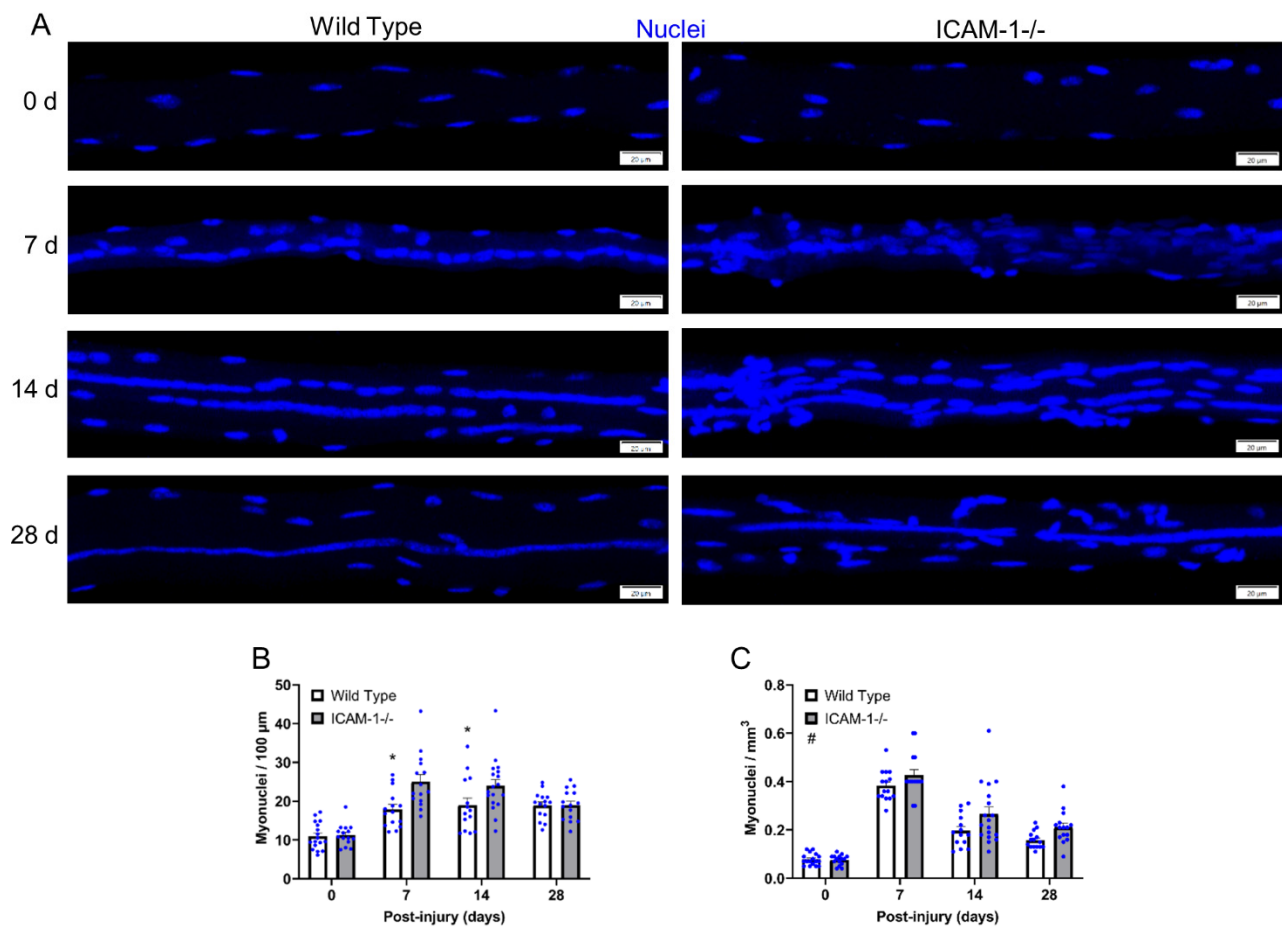 A
Wild Type
Nuclei
ICAM-1-/-
0 d
20 µm
20 µm
7 d
20 µm
20 µm
14 d
20 µm
20 µm
28 d
20 µm
20 µm
B
Myonuclei / 100 µm
50
40
30
20
10
0
Wild Type
ICAM-1-/-
*
*
0
7
14
28
Post-injury (days)
C
Myonuclei / mm³
0.8
0.6
0.4
0.2
0.0
Wild Type
ICAM-1-/-
#
0
7
14
28
Post-injury (days)